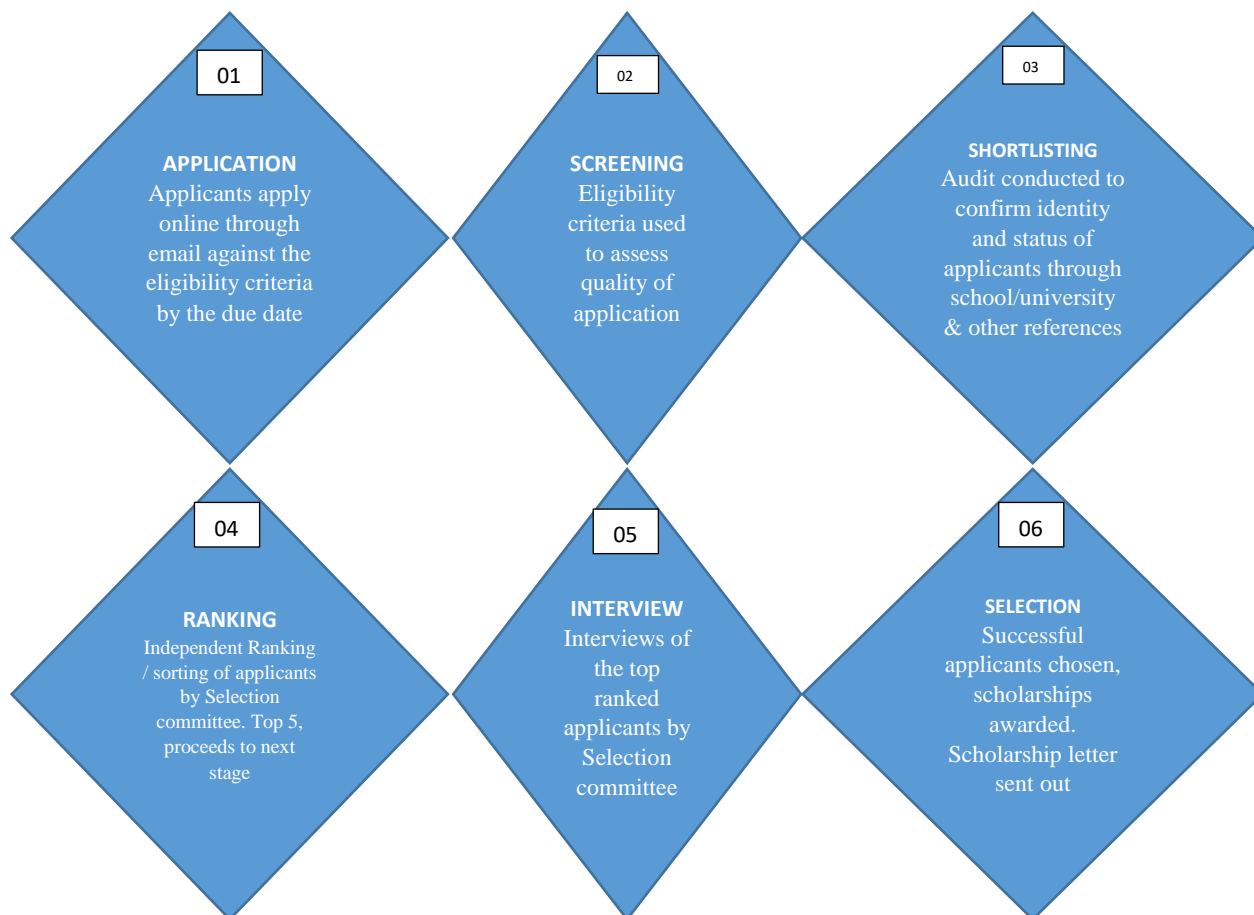 01
APPLICATION
Applicants apply
online through
email against the
eligibility criteria
by the due date
02
SCREENING
Eligibility
criteria used
to assess
quality of
application
03
SHORTLISTING
Audit conducted to
confirm identity
and status of
applicants through
school/university
& other references
04
RANKING
Independent Ranking
/ sorting of applicants
by Selection
committee. Top 5,
proceeds to next
stage
05
INTERVIEW
Interviews of
the top
ranked
applicants by
Selection
committee
06
SELECTION
Successful
applicants chosen,
scholarships
awarded.
Scholarship letter
sent out